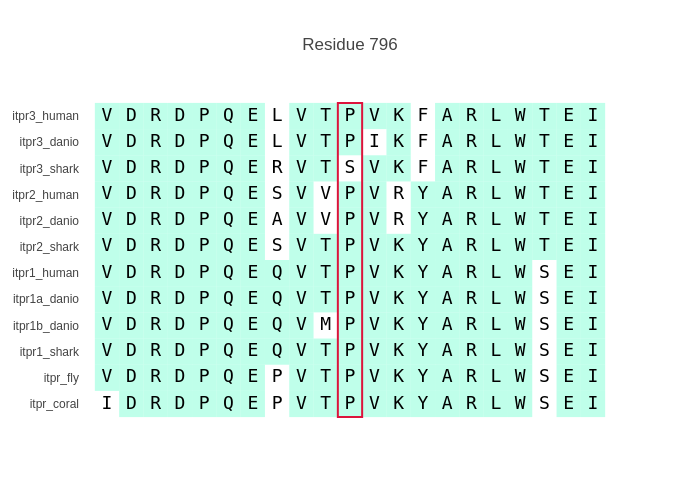 Residue 796
itpr3_human V D R D P Q E L V T P V K F A R L W T E I
itpr3_danio V D R D P Q E L V T P I K F A R L W T E I
itpr3_shark V D R D P Q E R V T S V K F A R L W T E I
itpr2_human V D R D P Q E S V V P V R Y A R L W T E I
itpr2_danio V D R D P Q E A V V P V R Y A R L W T E I
itpr2_shark V D R D P Q E S V T P V K Y A R L W T E I
itpr1_human V D R D P Q E Q V T P V K Y A R L W S E I
itpr1a_danio V D R D P Q E Q V T P V K Y A R L W S E I
itpr1b_danio V D R D P Q E Q V M P V K Y A R L W S E I
itpr1_shark V D R D P Q E Q V T P V K Y A R L W S E I
itpr_fly V D R D P Q E P V T P V K Y A R L W S E I
itpr_coral I D R D P Q E P V T P V K Y A R L W S E I